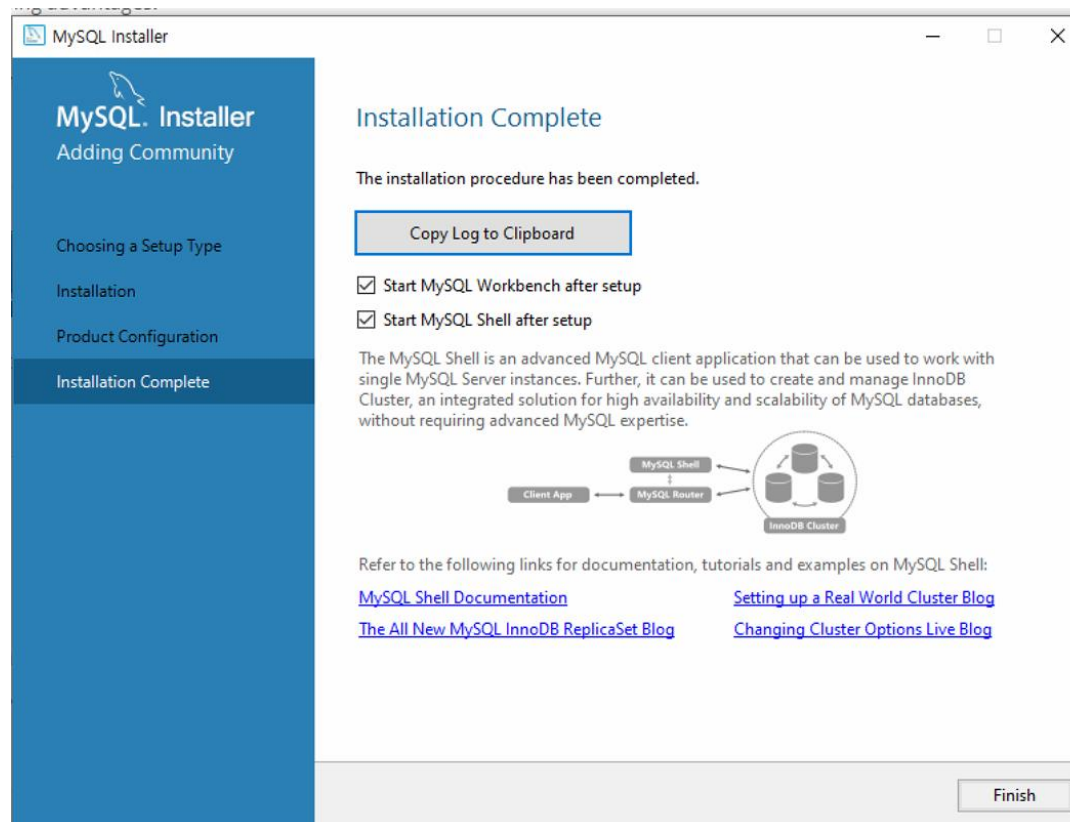 ing advantages.
MySQL Installer
MySQL. Installer
Adding Community
Choosing a Setup Type
Installation
Product Configuration
Installation Complete
Installation Complete
The installation procedure has been completed.
Copy Log to Clipboard
Start MySQL Workbench after setup
Start MySQL Shell after setup
The MySQL Shell is an advanced MySQL client application that can be used to work with
single MySQL Server instances. Further, it can be used to create and manage InnoDB
Cluster, an integrated solution for high availability and scalability of MySQL databases,
without requiring advanced MySQL expertise.
MySQL Shell
Client App
MySQL Router
InnoDB Cluster
Refer to the following links for documentation, tutorials and examples on MySQL Shell:
MySQL Shell Documentation
Setting up a Real World Cluster Blog
The All New MySQL InnoDB ReplicaSet Blog
Changing Cluster Options Live Blog
Finish